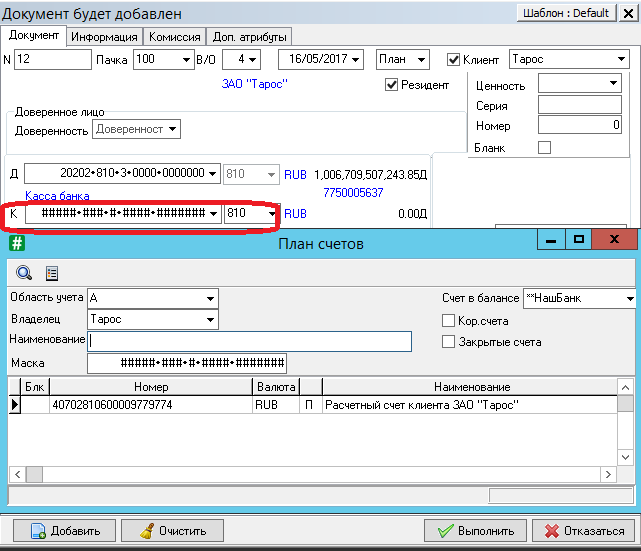 Документ будет добавлен
Шаблон : Default
Документ Информация Комиссия Доп. атрибуты
N 12 Пачка 100 В/О 4 16/05/2017 План Клиент Тарос
ЗАО "Тарос" Резидент
Ценность
Серия
Номер 0
Бланк
Доверенное лицо
Доверенность Доверенност
Д 20202•810•3•0000•0000000 810 RUB 1,006,709,507,243.85Д
Касса банка 7750005637
К #####•###•#•####•####### 810 RUB 0.00Д
# План счетов
Область учета А Счет в балансе **НашБанк
Владелец Тарос Кор.счета
Наименование Закрытые счета
Маска #####•###•#•####•#######
Блк Номер Валюта Наименование
40702810600009779774 RUB П Расчетный счет клиента ЗАО "Тарос"
Добавить Очистить Выполнить Отказаться